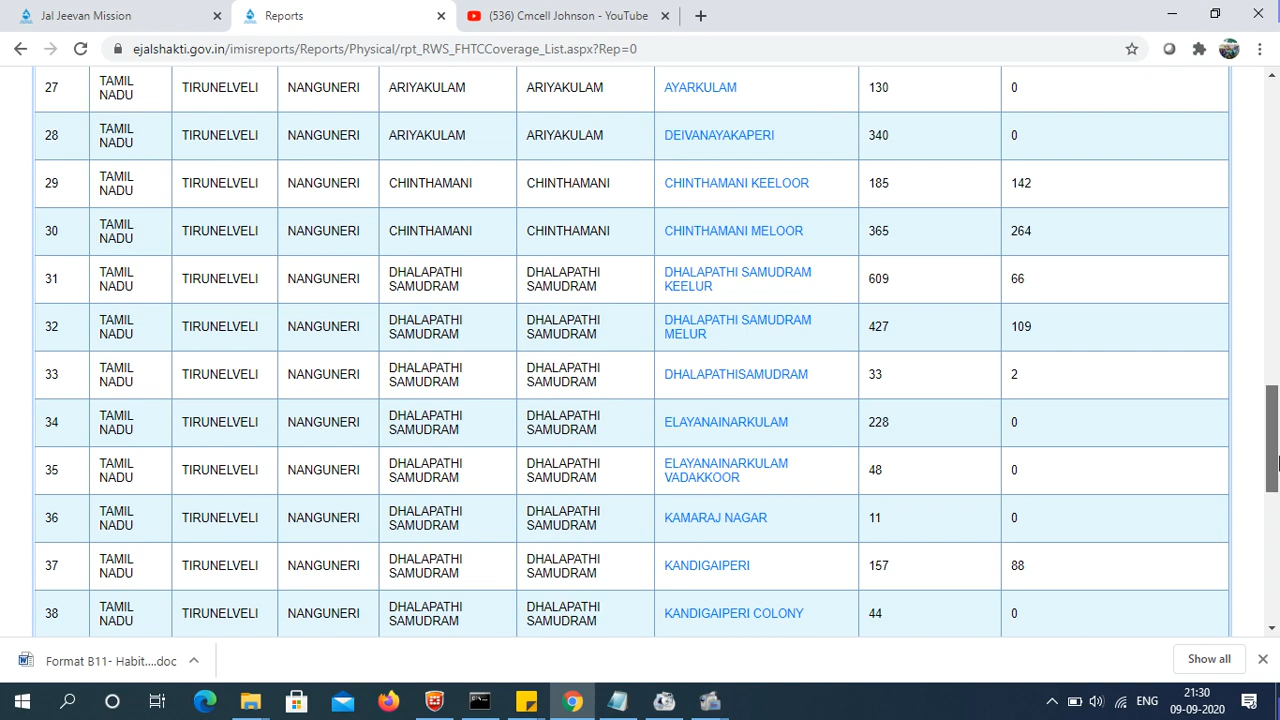 Jal Jeevan Mission
Reports
(536) Cmcell Johnson - YouTube
ejalshakti.gov.in/imisreports/Reports/Physical/rpt_RWS_FHTCCoverage_List.aspx?Rep=0
27 TAMIL NADU TIRUNELVELI NANGUNERI ARIYAKULAM ARIYAKULAM AYARKULAM 130 0
28 TAMIL NADU TIRUNELVELI NANGUNERI ARIYAKULAM ARIYAKULAM DEIVANAYAKAPERI 340 0
29 TAMIL NADU TIRUNELVELI NANGUNERI CHINTHAMANI CHINTHAMANI CHINTHAMANI KEELOOR 185 142
30 TAMIL NADU TIRUNELVELI NANGUNERI CHINTHAMANI CHINTHAMANI CHINTHAMANI MELOOR 365 264
31 TAMIL NADU TIRUNELVELI NANGUNERI DHALAPATHI SAMUDRAM DHALAPATHI SAMUDRAM DHALAPATHI SAMUDRAM KEELUR 609 66
32 TAMIL NADU TIRUNELVELI NANGUNERI DHALAPATHI SAMUDRAM DHALAPATHI SAMUDRAM DHALAPATHI SAMUDRAM MELUR 427 109
33 TAMIL NADU TIRUNELVELI NANGUNERI DHALAPATHI SAMUDRAM DHALAPATHI SAMUDRAM DHALAPATHISAMUDRAM 33 2
34 TAMIL NADU TIRUNELVELI NANGUNERI DHALAPATHI SAMUDRAM DHALAPATHI SAMUDRAM ELAYANAINARKULAM 228 0
35 TAMIL NADU TIRUNELVELI NANGUNERI DHALAPATHI SAMUDRAM DHALAPATHI SAMUDRAM ELAYANAINARKULAM VADAKKOOR 48 0
36 TAMIL NADU TIRUNELVELI NANGUNERI DHALAPATHI SAMUDRAM DHALAPATHI SAMUDRAM KAMARAJ NAGAR 11 0
37 TAMIL NADU TIRUNELVELI NANGUNERI DHALAPATHI SAMUDRAM DHALAPATHI SAMUDRAM KANDIGAIPERI 157 88
38 TAMIL NADU TIRUNELVELI NANGUNERI DHALAPATHI SAMUDRAM DHALAPATHI SAMUDRAM KANDIGAIPERI COLONY 44 0
Format B11- Habit....doc
Show all
ENG
21:30
09-09-2020